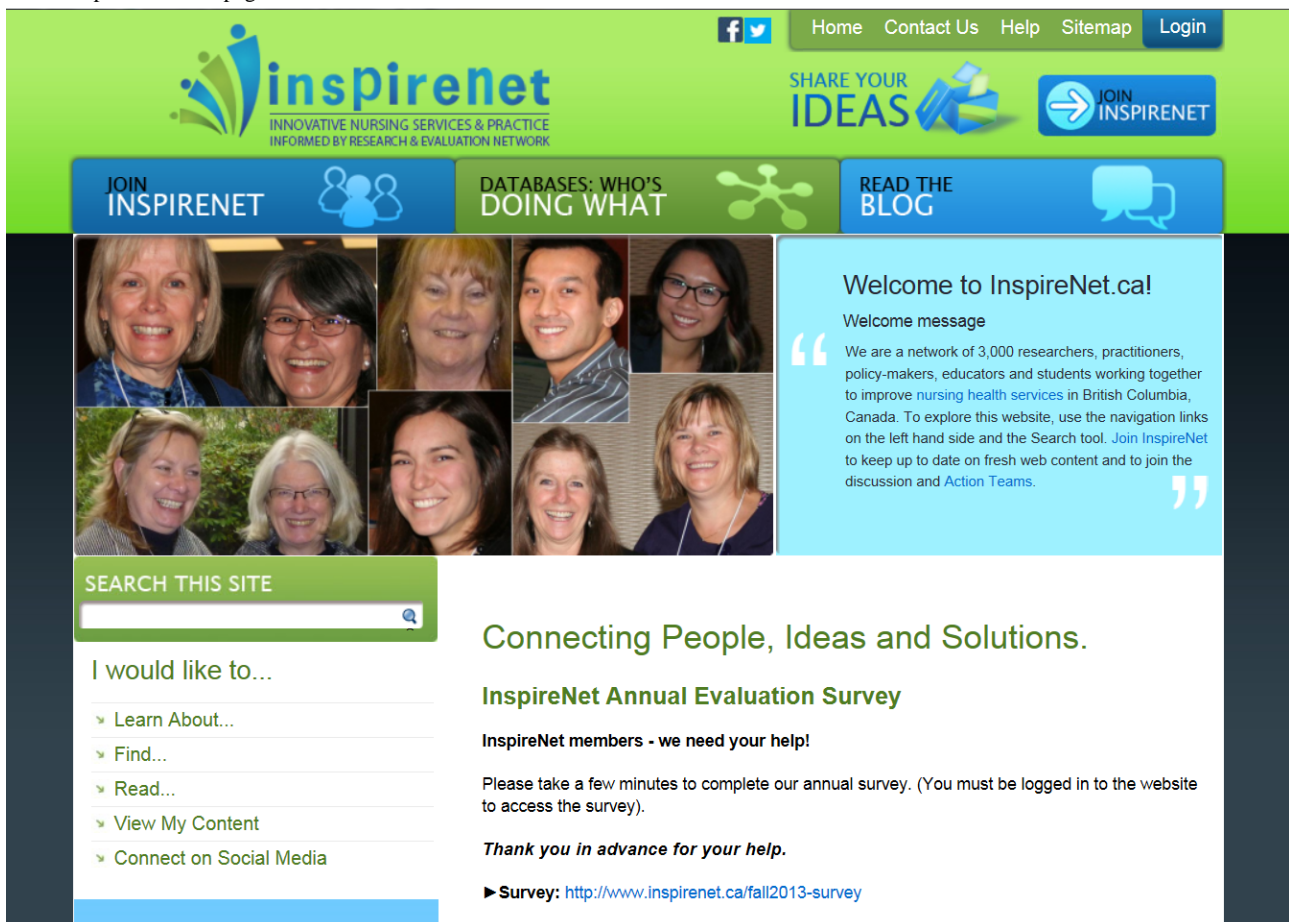 Home Contact Us Help Sitemap Login
inspirenet
INNOVATIVE NURSING SERVICES & PRACTICE
INFORMED BY RESEARCH & EVALUATION NETWORK
SHARE YOUR
IDEAS
JOIN
INSPIRENET
JOIN
INSPIRENET
DATABASES: WHO'S
DOING WHAT
READ THE
BLOG
Welcome to InspireNet.ca!
Welcome message
“
We are a network of 3,000 researchers, practitioners,
policy-makers, educators and students working together
to improve nursing health services in British Columbia,
Canada. To explore this website, use the navigation links
on the left hand side and the Search tool. Join InspireNet
to keep up to date on fresh web content and to join the
discussion and Action Teams.
”
SEARCH THIS SITE
I would like to...
Learn About...
Find...
Read...
View My Content
Connect on Social Media
Connecting People, Ideas and Solutions.
InspireNet Annual Evaluation Survey
InspireNet members - we need your help!
Please take a few minutes to complete our annual survey. (You must be logged in to the website
to access the survey).
Thank you in advance for your help.
►Survey: http://www.inspirenet.ca/fall2013-survey